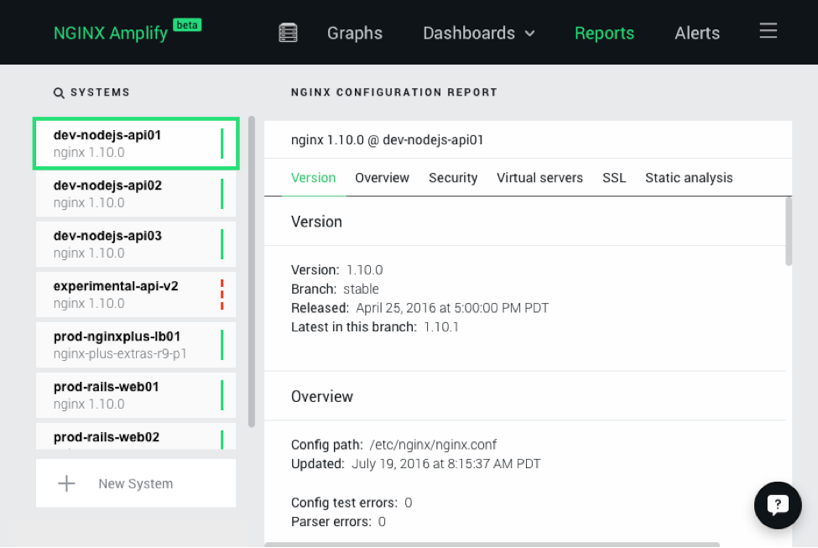 NGINX Amplify beta
Graphs Dashboards Reports Alerts
SYSTEMS
dev-nodejs-api01
nginx 1.10.0
dev-nodejs-api02
nginx 1.10.0
dev-nodejs-api03
nginx 1.10.0
experimental-api-v2
nginx 1.10.0
prod-nginxplus-lb01
nginx-plus-extras-r9-p1
prod-rails-web01
nginx 1.10.0
prod-rails-web02
New System
NGINX CONFIGURATION REPORT
nginx 1.10.0 @ dev-nodejs-api01
Version Overview Security Virtual servers SSL Static analysis
Version
Version: 1.10.0
Branch: stable
Released: April 25, 2016 at 5:00:00 PM PDT
Latest in this branch: 1.10.1
Overview
Config path: /etc/nginx/nginx.conf
Updated: July 19, 2016 at 8:15:37 AM PDT
Config test errors: 0
Parser errors: 0
?